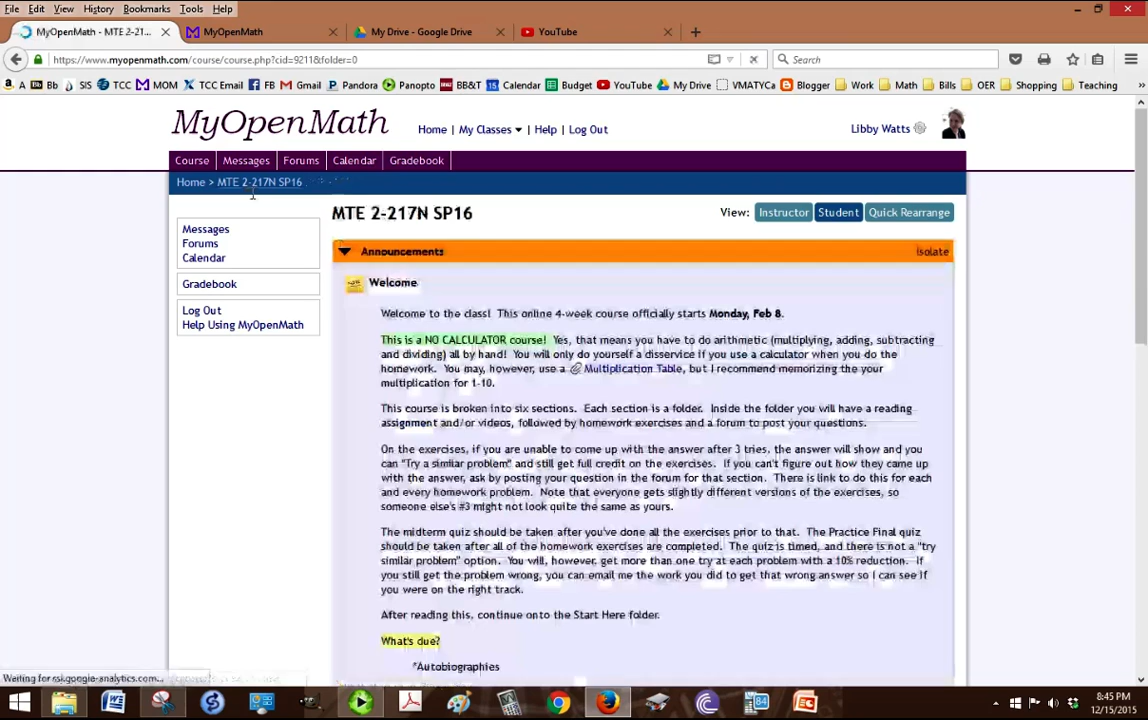 File Edit View History Bookmarks Tools Help
MyOpenMath - MTE 2-21... MyOpenMath My Drive - Google Drive YouTube
https://www.myopenmath.com/course/course.php?cid=9211&folder=0 Search
A Bb SIS TCC MOM TCC Email FB Gmail Pandora Panopto BB&T Calendar Budget YouTube My Drive VMATYCa Blogger Work Math Bills OER Shopping Teaching
MyOpenMath Home My Classes Help Log Out Libby Watts
Course Messages Forums Calendar Gradebook
Home > MTE 2-217N SP16
MTE 2-217N SP16 View: Instructor Student Quick Rearrange
Messages
Forums
Calendar
Gradebook
Log Out
Help Using MyOpenMath
Announcements isolate
Welcome
Welcome to the class! This online 4-week course officially starts Monday, Feb 8.
This is a NO CALCULATOR course! Yes, that means you have to do arithmetic (multiplying, adding, subtracting
and dividing) all by hand! You will only do yourself a disservice if you use a calculator when you do the
homework. You may, however, use a Multiplication Table, but I recommend memorizing the your
multiplication for 1-10.
This course is broken into six sections. Each section is a folder. Inside the folder you will have a reading
assignment and/or videos, followed by homework exercises and a forum to post your questions.
On the exercises, if you are unable to come up with the answer after 3 tries, the answer will show and you
can "Try a similar problem" and still get full credit on the exercises. If you can't figure out how they came up
with the answer, ask by posting your question in the forum for that section. There is link to do this for each
and every homework problem. Note that everyone gets slightly different versions of the exercises, so
someone else's #3 might not look quite the same as yours.
The midterm quiz should be taken after you've done all the exercises prior to that. The Practice Final quiz
should be taken after all of the homework exercises are completed. The quiz is timed, and there is not a "try
similar problem" option. You will, however, get more than one try at each problem with a 10% reduction. If
you still get the problem wrong, you can email me the work you did to get that wrong answer so I can see if
you were on the right track.
After reading this, continue onto the Start Here folder.
What's due?
*Autobiographies
Waiting for ssl.google-analytics.com...
8:45 PM
12/15/2015